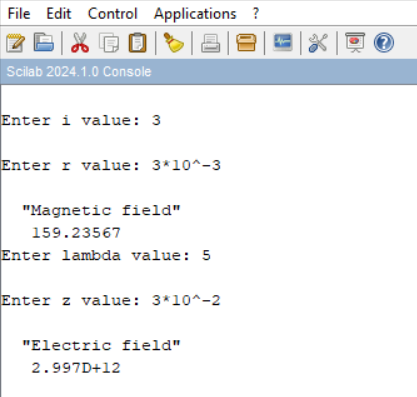 File Edit Control Applications ?
Scilab 2024.1.0 Console
Enter i value: 3
Enter r value: 3*10^-3
"Magnetic field"
159.23567
Enter lambda value: 5
Enter z value: 3*10^-2
"Electric field"
2.997D+12